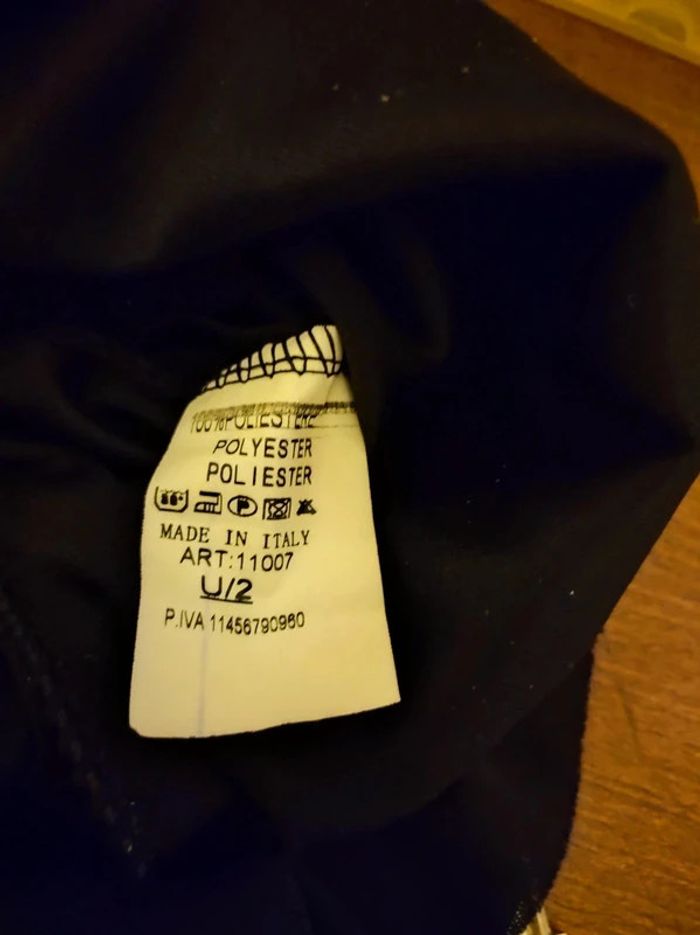 100%POLIESTERE
POLYESTER
POLIESTER
MADE IN ITALY
ART:11007
U/2
P.IVA 11456790960